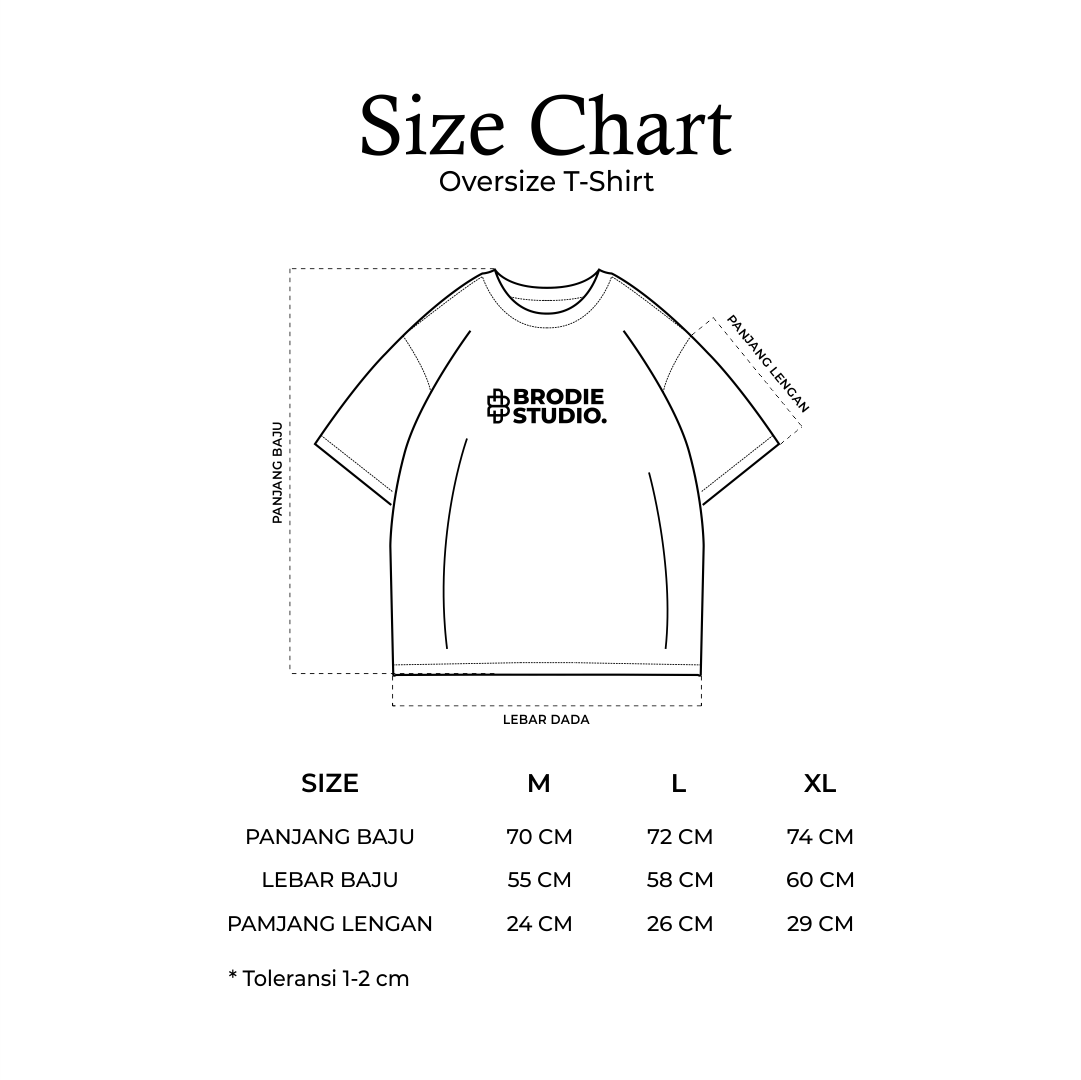 Size Chart
Oversize T-Shirt
PANJANG LENGAN
BRODIE
STUDIO.
PANJANG BAJU
LEBAR DADA
SIZE M L XL
PANJANG BAJU 70 CM 72 CM 74 CM
LEBAR BAJU 55 CM 58 CM 60 CM
PAMJANG LENGAN 24 CM 26 CM 29 CM
* Toleransi 1-2 cm